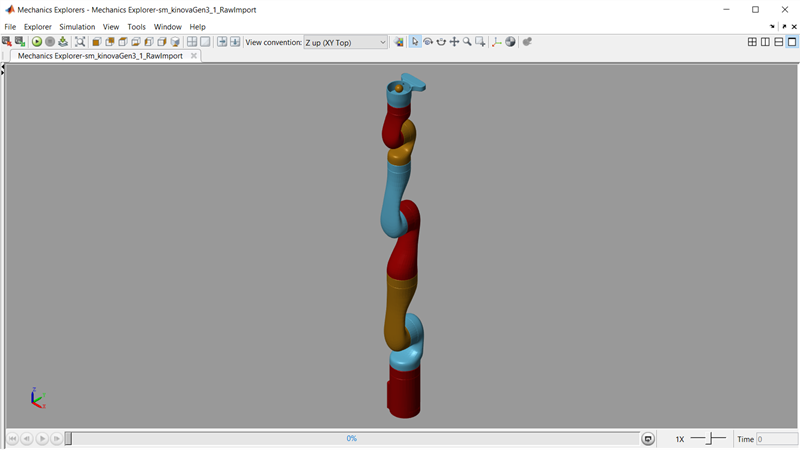 Mechanics Explorers - Mechanics Explorer-sm_kinovaGen3_1_RawImport
File Explorer Simulation View Tools Window Help
View convention: Z up (XY Top)
Mechanics Explorer-sm_kinovaGen3_1_RawImport
Z
Y
X
0%
1X
Time 0